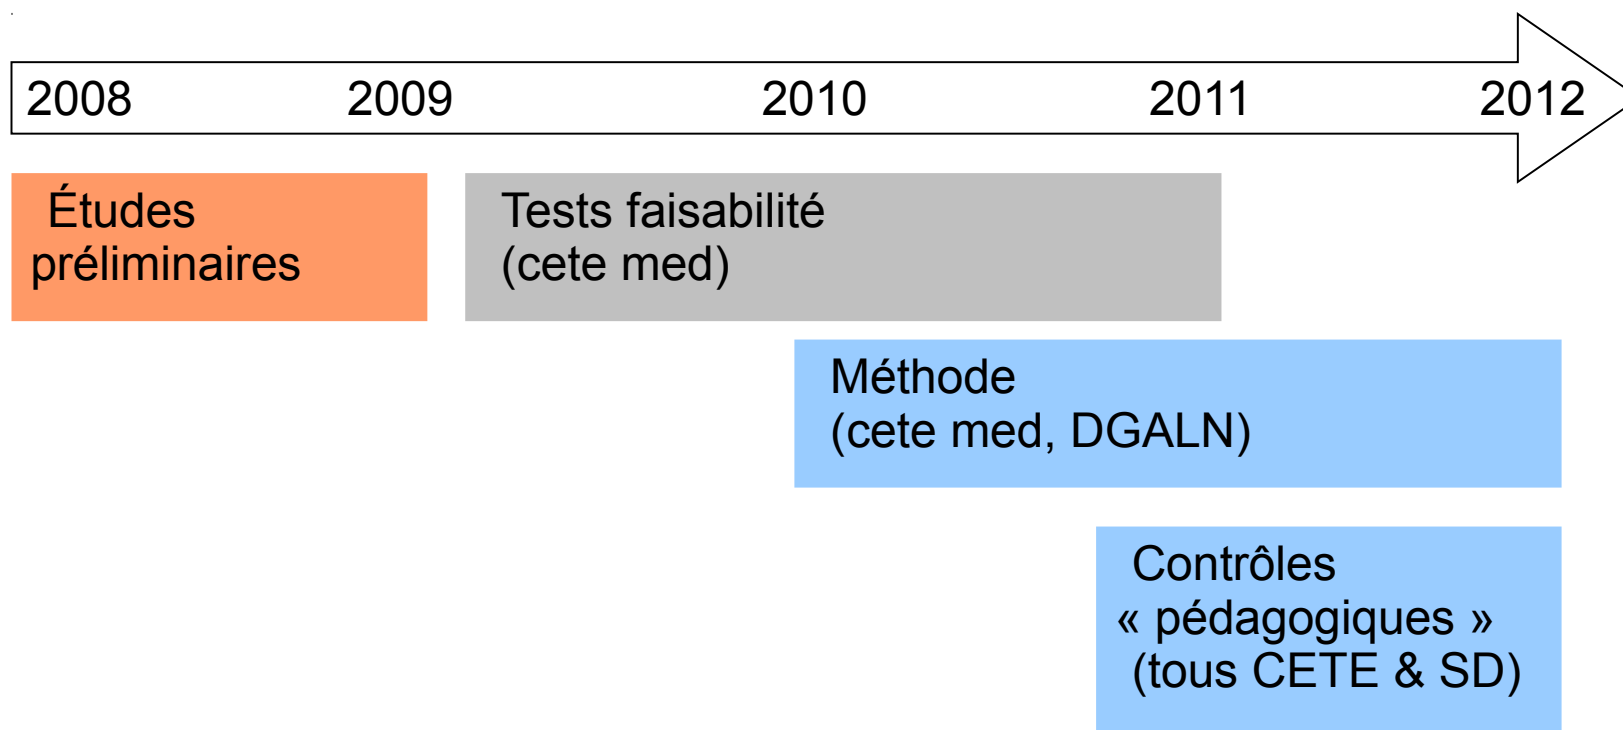 2008 2009 2010 2011 2012
Études
préliminaires
Tests faisabilité
(cete med)
Méthode
(cete med, DGALN)
Contrôles
« pédagogiques »
(tous CETE & SD)